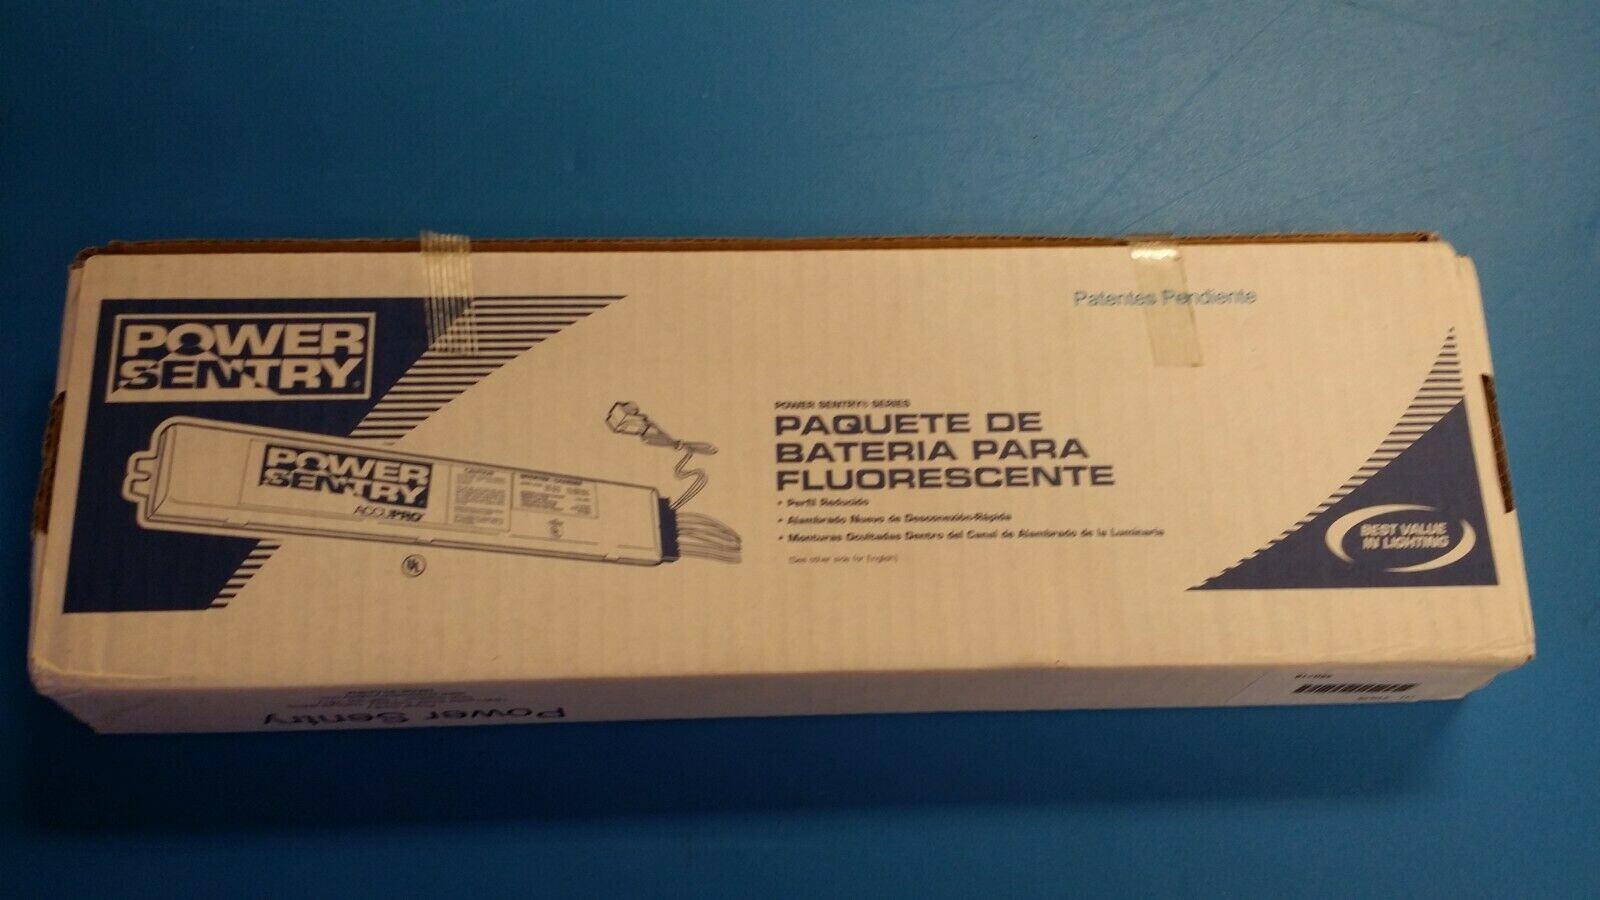 Patentes Pendiente
POWER
SENTRY®
POWER SENTRY® SERIES
PAQUETE DE
BATERIA PARA
FLUORESCENTE
• Perfil Reducido
• Alambrado Nuevo de Desconexión-Rápida
• Monturas Ocultadas Dentro del Canal de Alambrado de la Luminaria
(See other side for English)
POWER
SENTRY
ACCUPRO
CAUTION
UL
BEST VALUE
IN LIGHTING
Power Sentry